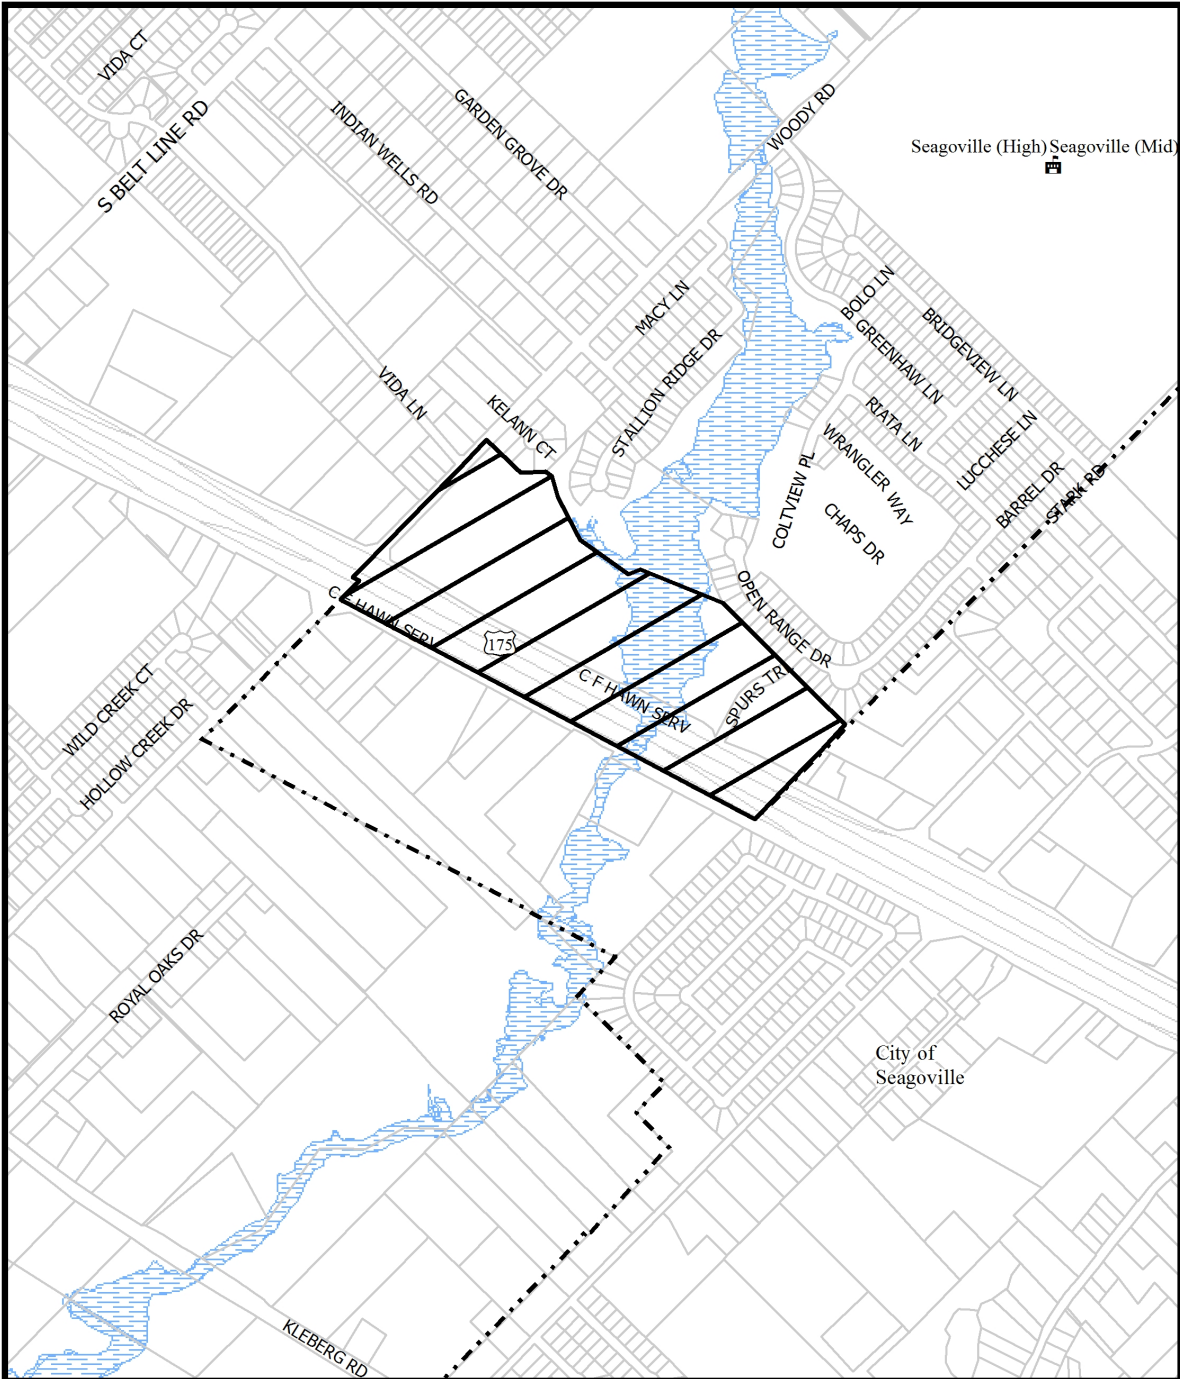 VIDA CT
S BELT LINE RD
INDIAN WELLS RD
GARDEN GROVE DR
WOODY RD
Seagoville (High) Seagoville (Mid)
MACY LN
STALLION RIDGE DR
BOLO LN
BRIDGEVIEW LN
GREENHAW LN
RIATA LN
LUCCHESE LN
WRANGLER WAY
BARREL DR
STARK RD
COLTVIEW PL
CHAPS DR
VIDA LN
KELANN CT
OPEN RANGE DR
C F HAWN SERV
175
C F HAWN SERV
SPURS TRL
WILD CREEK CT
HOLLOW CREEK DR
ROYAL OAKS DR
City of
Seagoville
KLEBERG RD